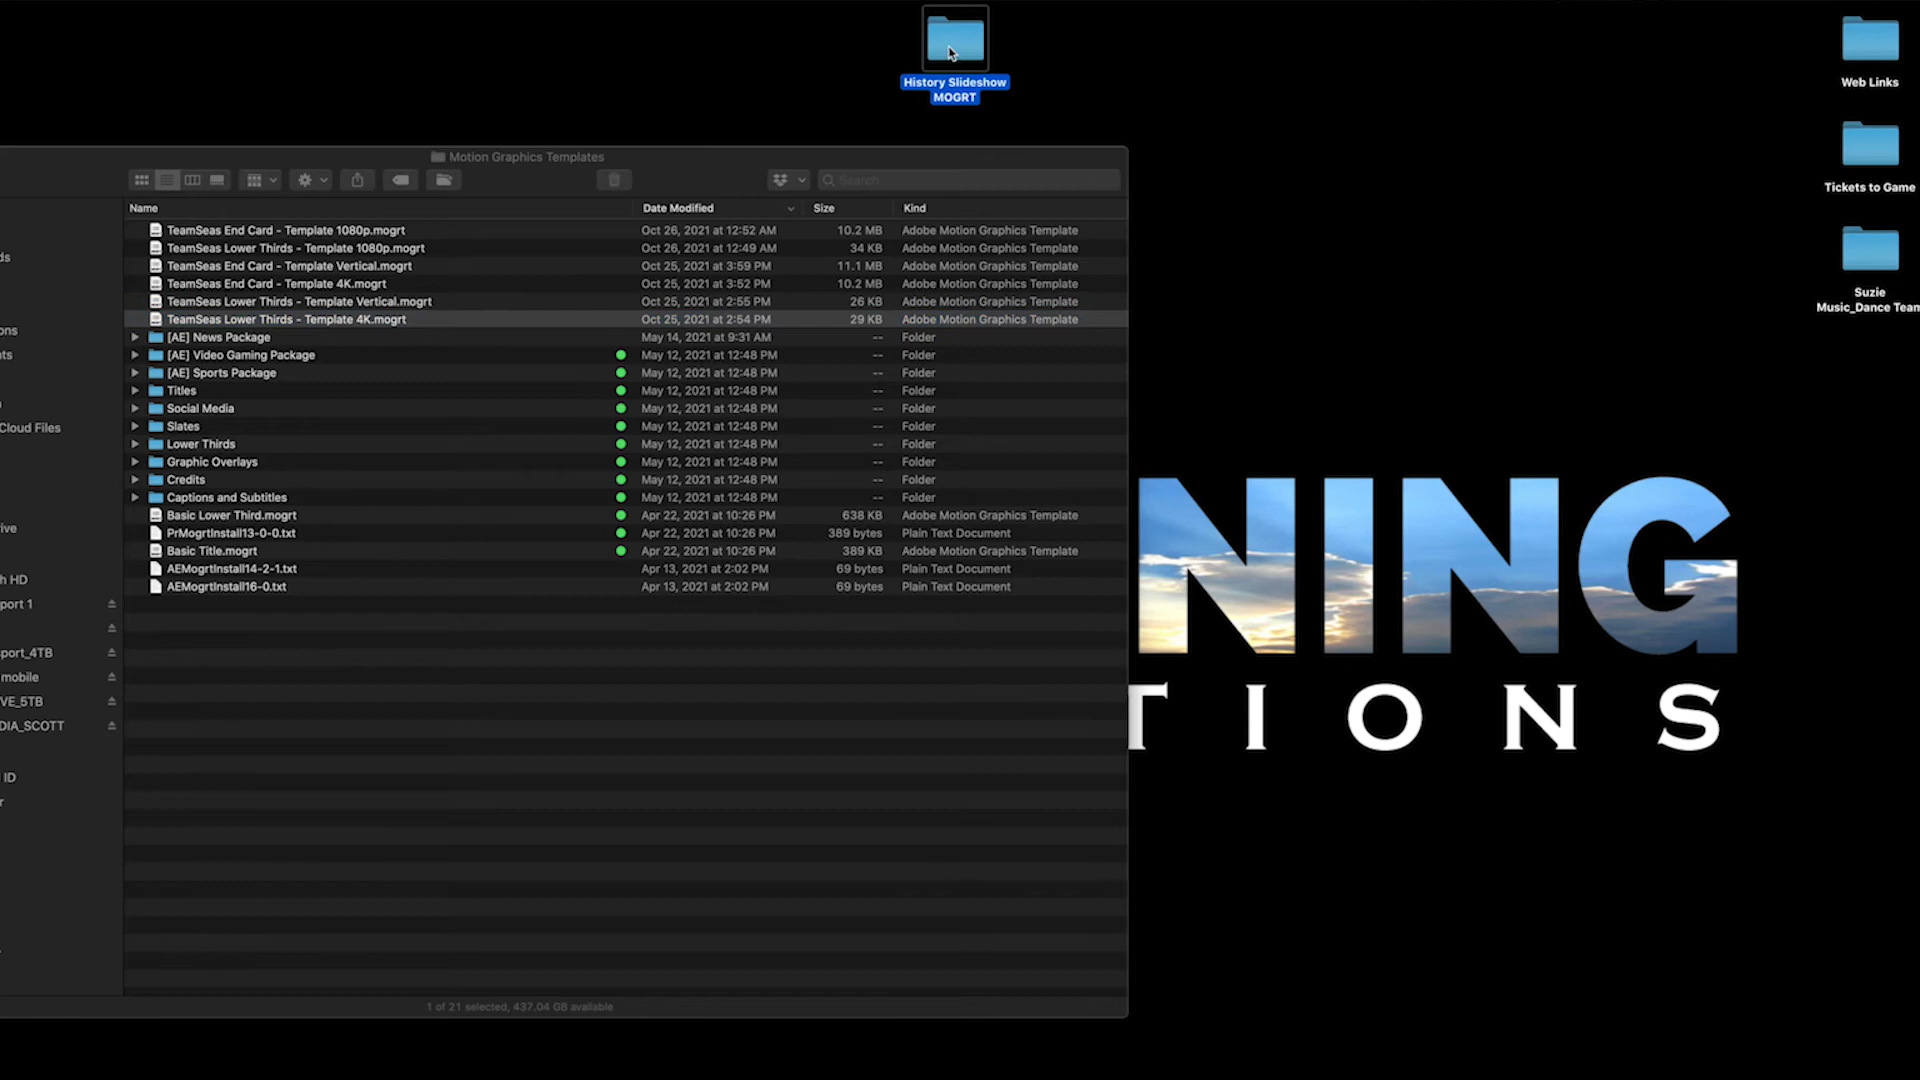 History Slideshow
MOGRT
Web Links
Tickets to Game
Suzie
Music_Dance Team
Motion Graphics Templates
Search
Name Date Modified Size Kind
TeamSeas End Card - Template 1080p.mogrt Oct 26, 2021 at 12:52 AM 10.2 MB Adobe Motion Graphics Template
TeamSeas Lower Thirds - Template 1080p.mogrt Oct 26, 2021 at 12:49 AM 34 KB Adobe Motion Graphics Template
TeamSeas End Card - Template Vertical.mogrt Oct 25, 2021 at 3:59 PM 11.1 MB Adobe Motion Graphics Template
TeamSeas End Card - Template 4K.mogrt Oct 25, 2021 at 3:52 PM 10.2 MB Adobe Motion Graphics Template
TeamSeas Lower Thirds - Template Vertical.mogrt Oct 25, 2021 at 2:55 PM 26 KB Adobe Motion Graphics Template
TeamSeas Lower Thirds - Template 4K.mogrt Oct 25, 2021 at 2:54 PM 29 KB Adobe Motion Graphics Template
[AE] News Package May 14, 2021 at 9:31 AM -- Folder
[AE] Video Gaming Package May 12, 2021 at 12:48 PM -- Folder
[AE] Sports Package May 12, 2021 at 12:48 PM -- Folder
Titles May 12, 2021 at 12:48 PM -- Folder
Social Media May 12, 2021 at 12:48 PM -- Folder
Slates May 12, 2021 at 12:48 PM -- Folder
Lower Thirds May 12, 2021 at 12:48 PM -- Folder
Graphic Overlays May 12, 2021 at 12:48 PM -- Folder
Credits May 12, 2021 at 12:48 PM -- Folder
Captions and Subtitles May 12, 2021 at 12:48 PM -- Folder
Basic Lower Third.mogrt Apr 22, 2021 at 10:26 PM 638 KB Adobe Motion Graphics Template
PrMogrtInstall13-0-0.txt Apr 22, 2021 at 10:26 PM 389 bytes Plain Text Document
Basic Title.mogrt Apr 22, 2021 at 10:26 PM 389 KB Adobe Motion Graphics Template
AEMogrtInstall14-2-1.txt Apr 13, 2021 at 2:02 PM 69 bytes Plain Text Document
AEMogrtInstall16-0.txt Apr 13, 2021 at 2:02 PM 69 bytes Plain Text Document
ds
ons
ts
Cloud Files
ive
h HD
port 1
port_4TB
mobile
VE_5TB
DIA_SCOTT
ID
r
1 of 21 selected, 437.04 GB available
NING
TIONS